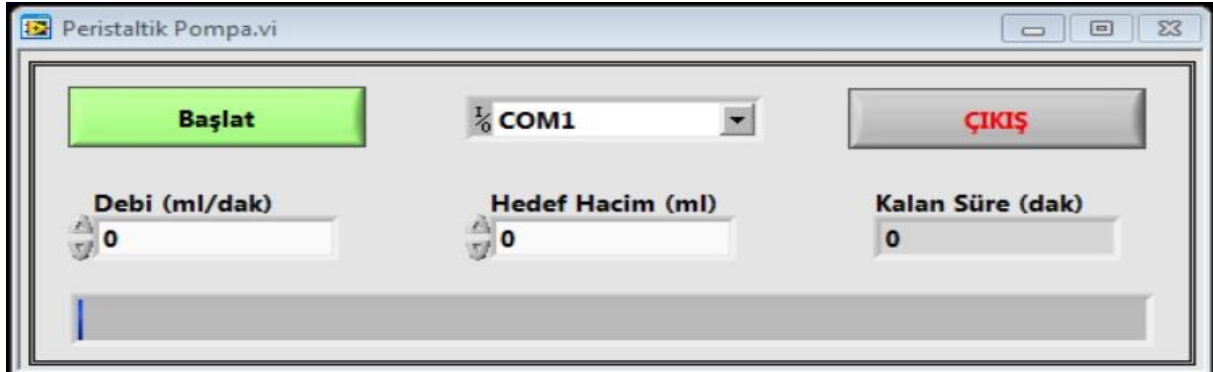 Peristaltik Pompa.vi
Başlat
I/O COM1
ÇIKIŞ
Debi (ml/dak)
Hedef Hacim (ml)
Kalan Süre (dak)
0
0
0